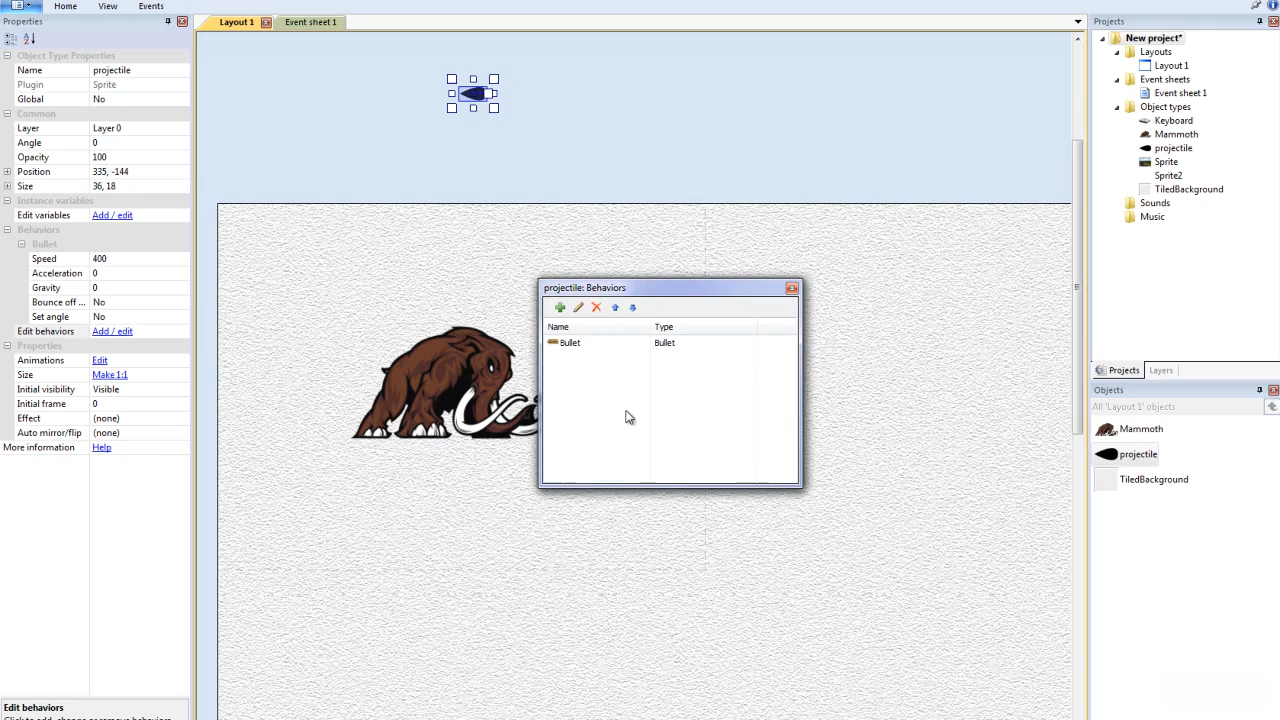 Home View Events
Properties
Layout 1 Event sheet 1
Projects
Object Type Properties
Name projectile
Plugin Sprite
Global No
Common
Layer Layer 0
Angle 0
Opacity 100
Position 335, -144
Size 36, 18
Instance variables
Edit variables Add / edit
Behaviors
Bullet
Speed 400
Acceleration 0
Gravity 0
Bounce off ... No
Set angle No
Edit behaviors Add / edit
Properties
Animations Edit
Size Make 1:1
Initial visibility Visible
Initial frame 0
Effect (none)
Auto mirror/flip (none)
More information Help
Edit behaviors
projectile: Behaviors
Name Type
Bullet Bullet
New project*
Layouts
Layout 1
Event sheets
Event sheet 1
Object types
Keyboard
Mammoth
projectile
Sprite
Sprite2
TiledBackground
Sounds
Music
Projects Layers
Objects
All 'Layout 1' objects
Mammoth
projectile
TiledBackground